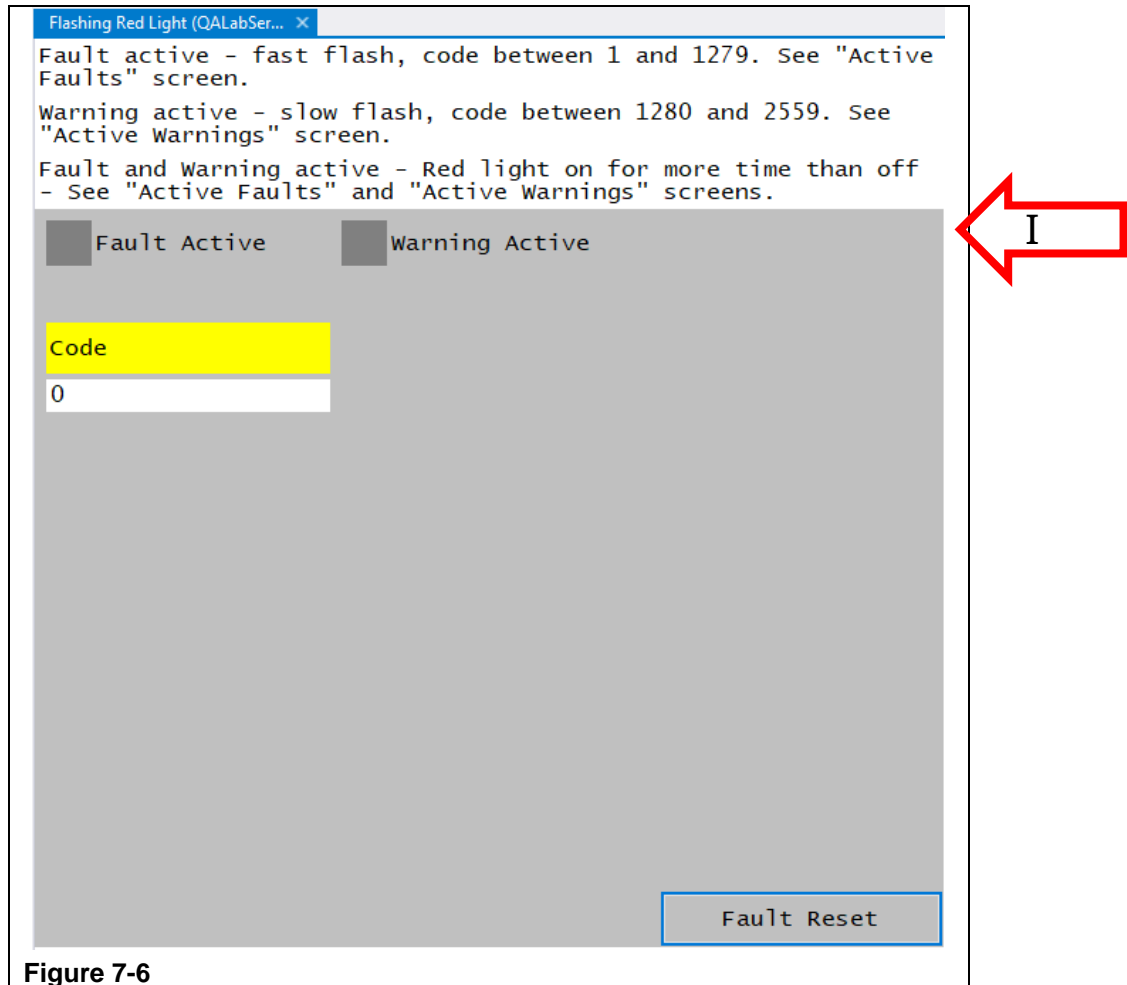 Flashing Red Light (QALabSer... ×
Fault active - fast flash, code between 1 and 1279. See "Active
Faults" screen.
Warning active - slow flash, code between 1280 and 2559. See
"Active Warnings" screen.
Fault and Warning active - Red light on for more time than off
- See "Active Faults" and "Active Warnings" screens.
Fault Active Warning Active
I
Code
0
Fault Reset
Figure 7-6